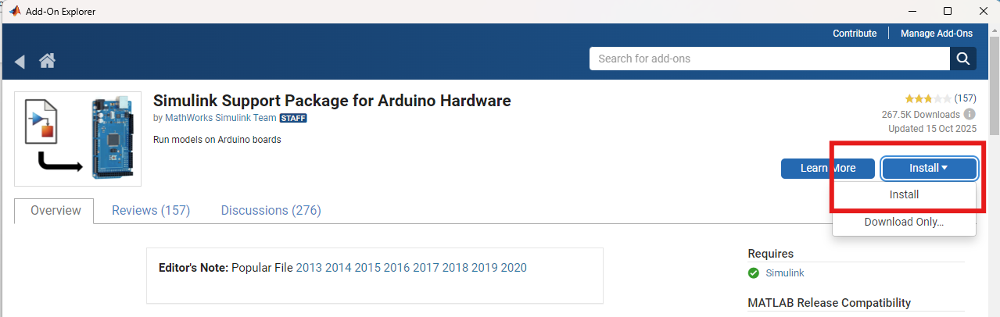 Add-On Explorer
Contribute
Manage Add-Ons
Search for add-ons
Simulink Support Package for Arduino Hardware
by MathWorks Simulink Team STAFF
Run models on Arduino boards
(157)
267.5K Downloads
Updated 15 Oct 2025
Learn More
Install
Install
Download Only...
Overview
Reviews (157)
Discussions (276)
Editor's Note: Popular File 2013 2014 2015 2016 2017 2018 2019 2020
Requires
Simulink
MATLAB Release Compatibility